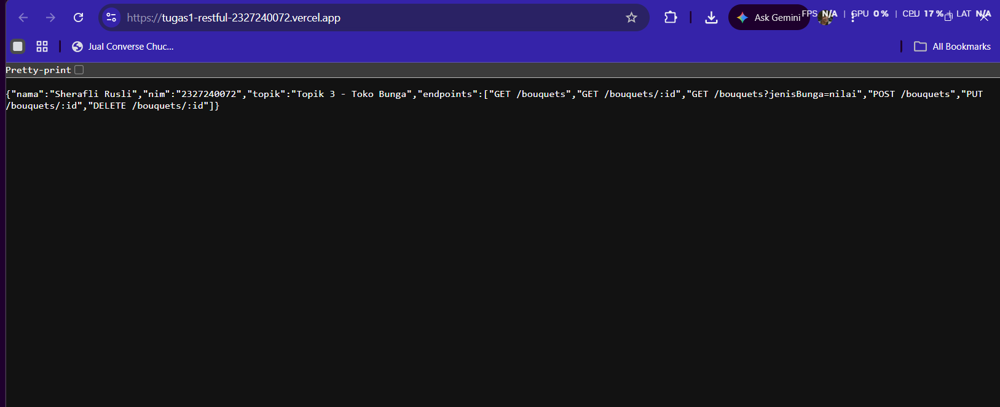 https://tugas1-restful-2327240072.vercel.app
Ask Gemini
FPS N/A | GPU 0 % | CPU 17 % | LAT N/A
Jual Converse Chuc...
All Bookmarks
Pretty-print
{"nama":"Sherafli Rusli","nim":"2327240072","topik":"Topik 3 - Toko Bunga","endpoints":["GET /bouquets","GET /bouquets/:id","GET /bouquets?jenisBunga=nilai","POST /bouquets","PUT
/bouquets/:id","DELETE /bouquets/:id"]}